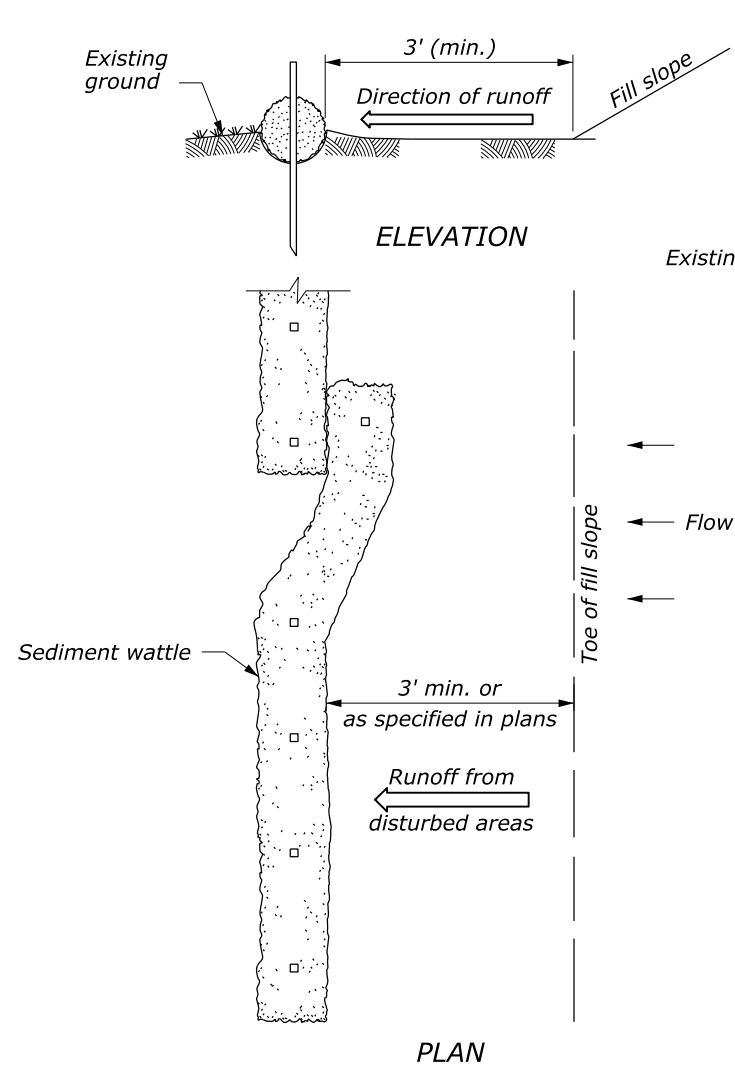 3' (min.)
Existing
ground
Fill slope
Direction of runoff
ELEVATION
Existin
Flow
Toe of fill slope
Sediment wattle
3' min. or
as specified in plans
Runoff from
disturbed areas
PLAN